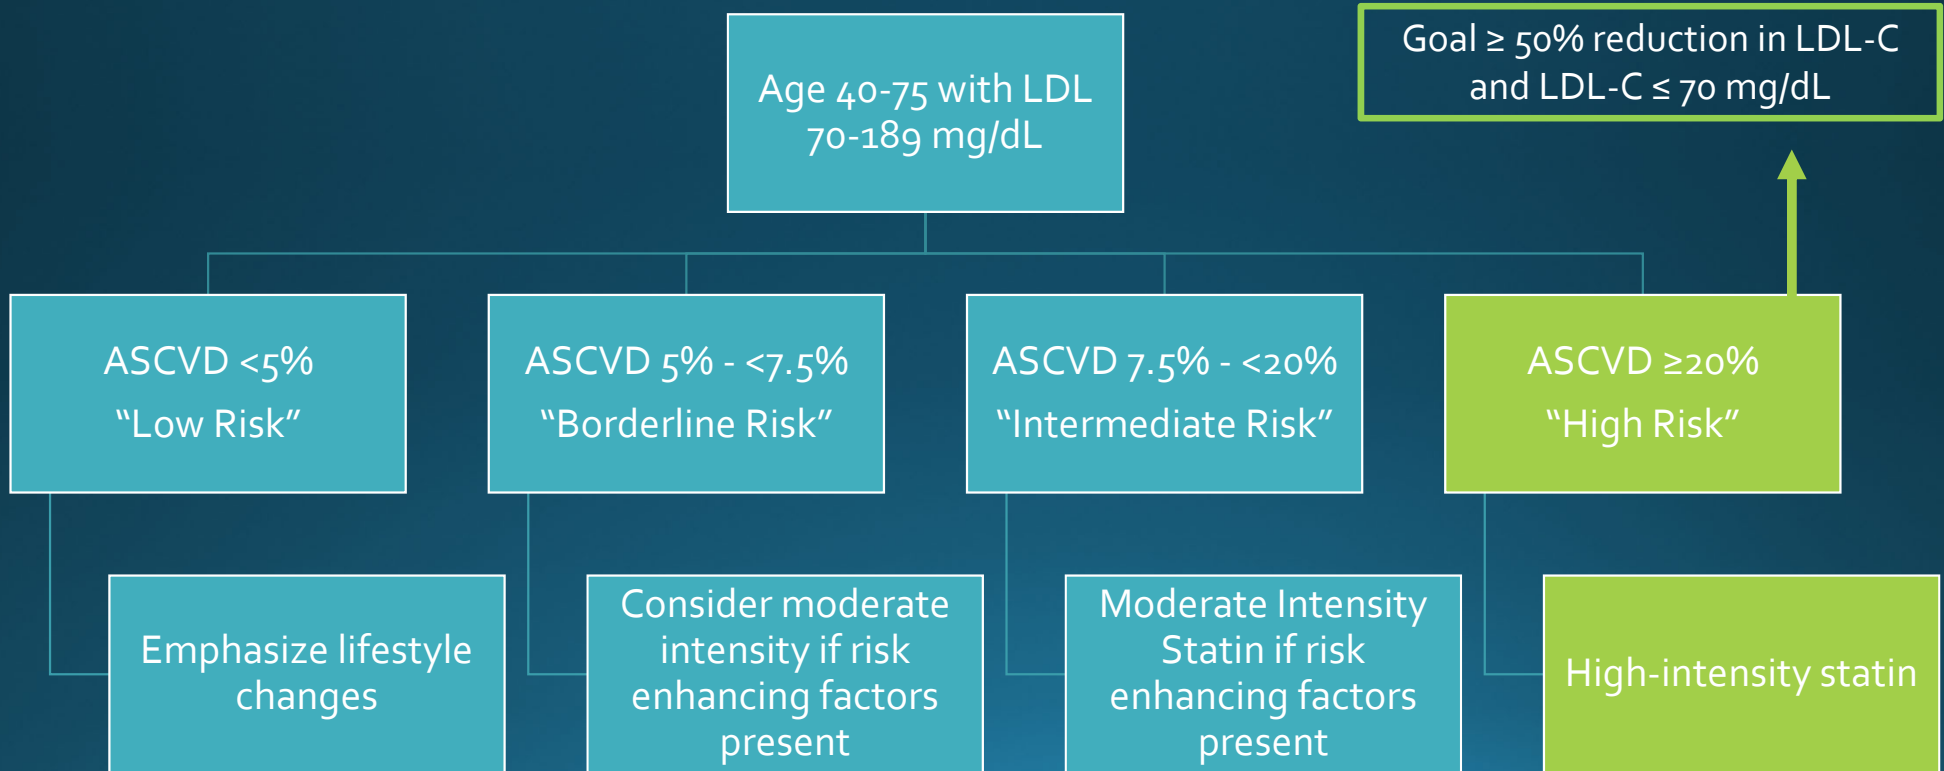 Age 40-75 with LDL
70-189 mg/dL
Goal ≥ 50% reduction in LDL-C
and LDL-C ≤ 70 mg/dL
ASCVD <5%
“Low Risk”
ASCVD 5% - <7.5%
“Borderline Risk”
ASCVD 7.5% - <20%
“Intermediate Risk”
ASCVD ≥20%
“High Risk”
Emphasize lifestyle
changes
Consider moderate
intensity if risk
enhancing factors
present
Moderate Intensity
Statin if risk
enhancing factors
present
High-intensity statin